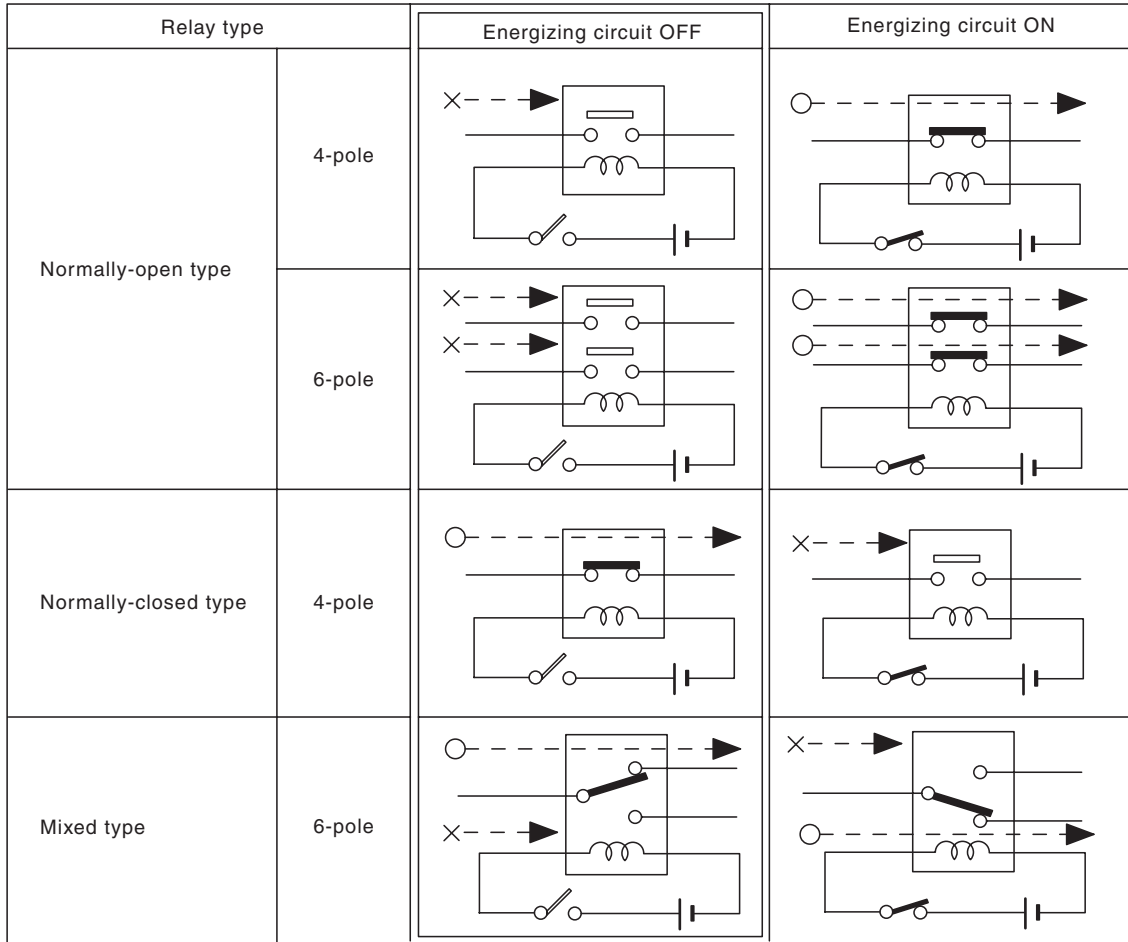 Relay type
Energizing circuit OFF
Energizing circuit ON
Normally-open type
4-pole
6-pole
Normally-closed type
4-pole
Mixed type
6-pole